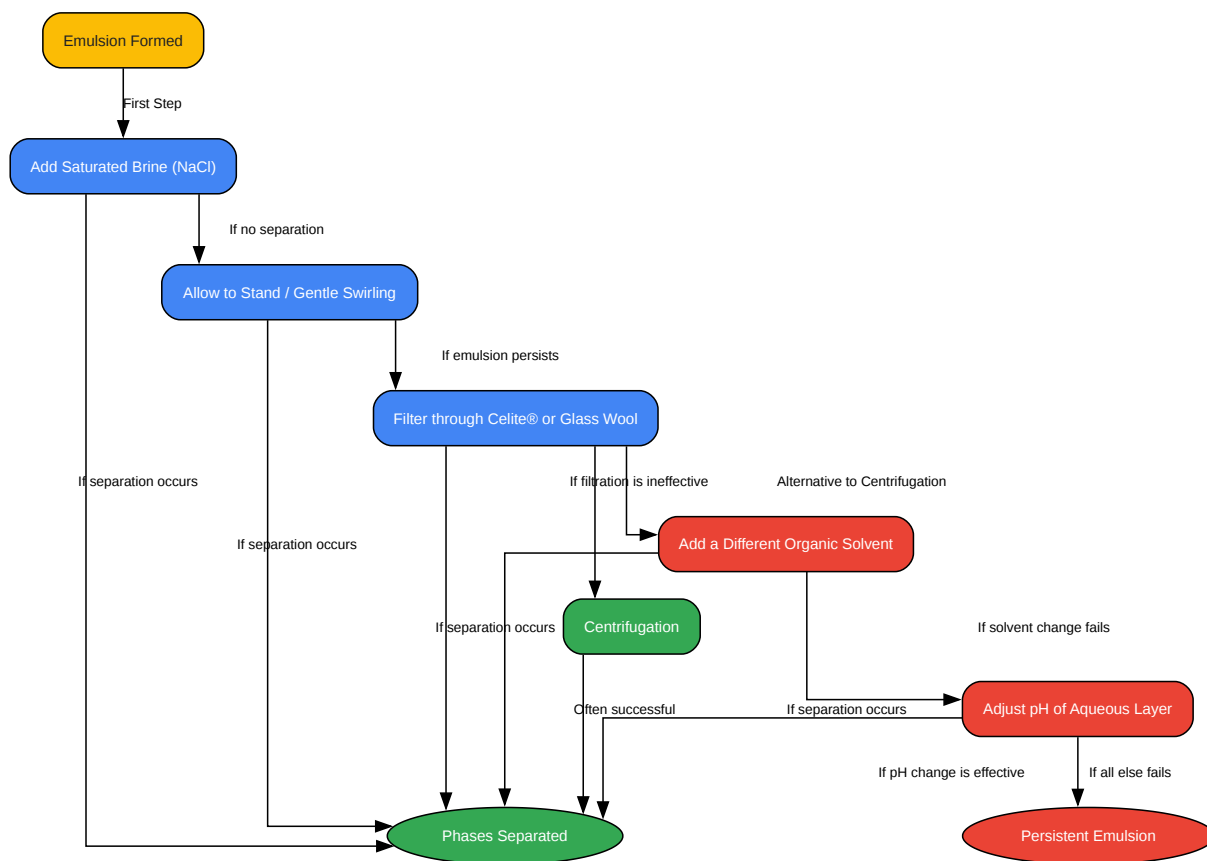 Emulsion Formed
First Step
Add Saturated Brine (NaCl)
If no separation
Allow to Stand / Gentle Swirling
If emulsion persists
Filter through Celite® or Glass Wool
If separation occurs
If filtration is ineffective
Alternative to Centrifugation
If separation occurs
Add a Different Organic Solvent
If separation occurs
Centrifugation
If solvent change fails
Often successful
If separation occurs
Adjust pH of Aqueous Layer
If pH change is effective
If all else fails
Phases Separated
Persistent Emulsion